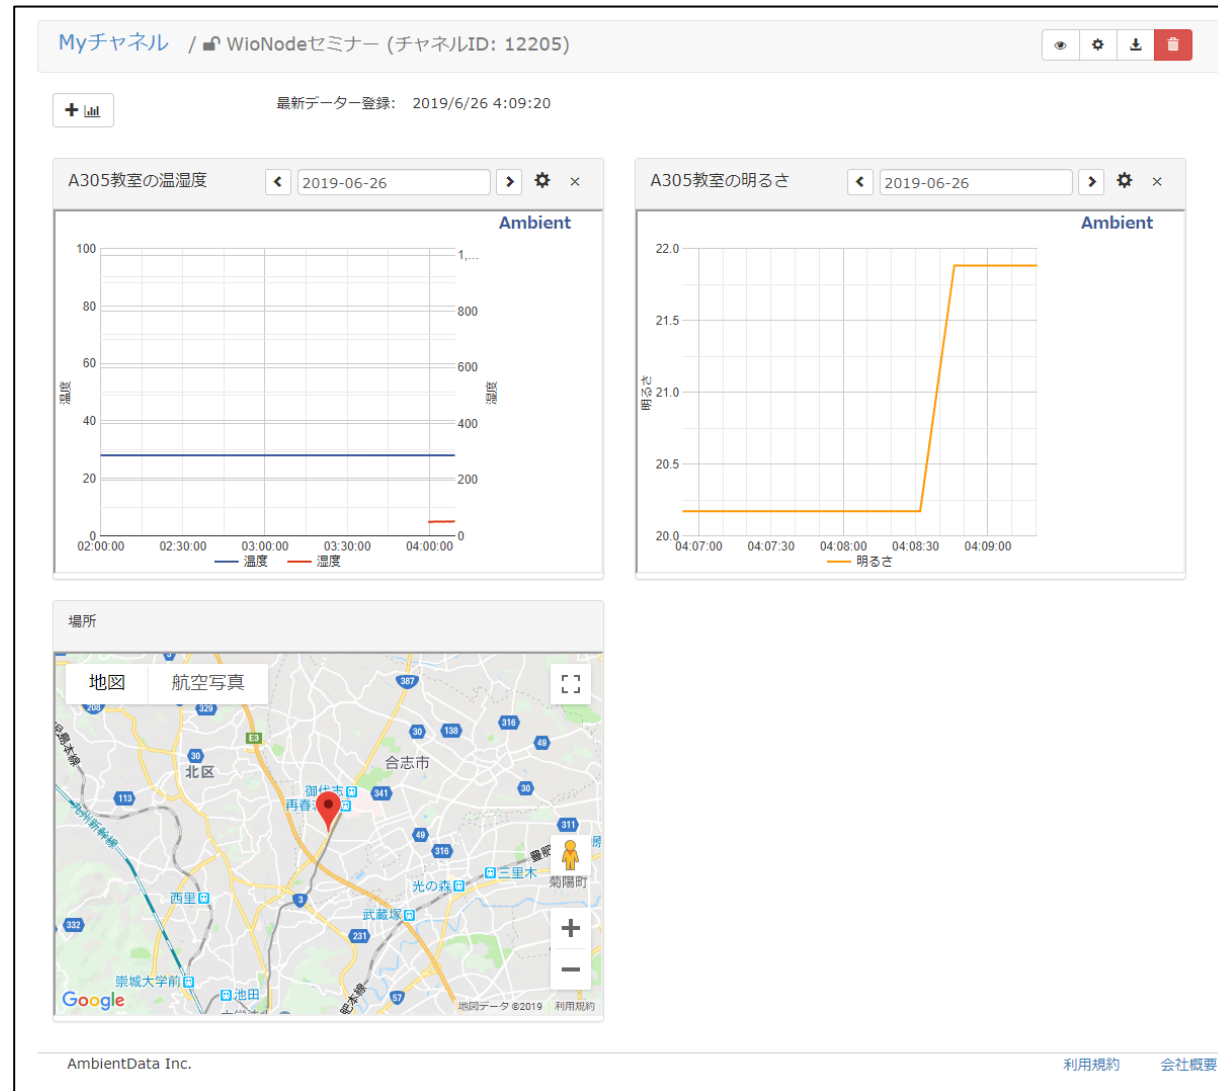 Myチャネル / WioNodeセミナー (チャネルID: 12205)
最新データー登録: 2019/6/26 4:09:20
A305教室の温湿度 2019-06-26 ×
Ambient
100 1,...
80 800
60 600
温度 湿度
40 400
20 200
0 0
02:00:00 02:30:00 03:00:00 03:30:00 04:00:00
温度 湿度
A305教室の明るさ 2019-06-26 ×
Ambient
22.0
21.5
明るさ
21.0
20.5
20.0
04:07:00 04:07:30 04:08:00 04:08:30 04:09:00
明るさ
場所
地図 航空写真
387
208 329
316
30 138
E3
49
30
合志市
北区
御代志
30
341
113
再春
九州新幹線
311
49
316
三里木
光の森
菊陽町
西里
3
武蔵塚
332
231
崇城大学前
池田
57
肥本線
Google
地図データ ©2019 利用規約
AmbientData Inc. 利用規約 会社概要